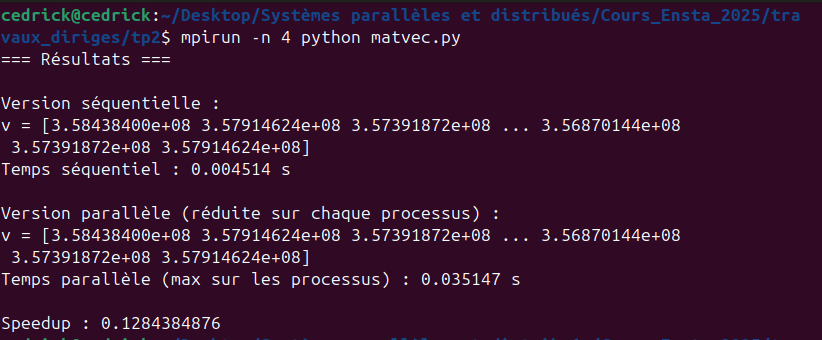 cedrick@cedrick:~/Desktop/Systèmes parallèles et distribués/Cours_Ensta_2025/tra
vaux_diriges/tp2$ mpirun -n 4 python matvec.py
=== Résultats ===
Version séquentielle :
v = [3.58438400e+08 3.57914624e+08 3.57391872e+08 ... 3.56870144e+08
3.57391872e+08 3.57914624e+08]
Temps séquentiel : 0.004514 s
Version parallèle (réduite sur chaque processus) :
v = [3.58438400e+08 3.57914624e+08 3.57391872e+08 ... 3.56870144e+08
3.57391872e+08 3.57914624e+08]
Temps parallèle (max sur les processus) : 0.035147 s
Speedup : 0.1284384876